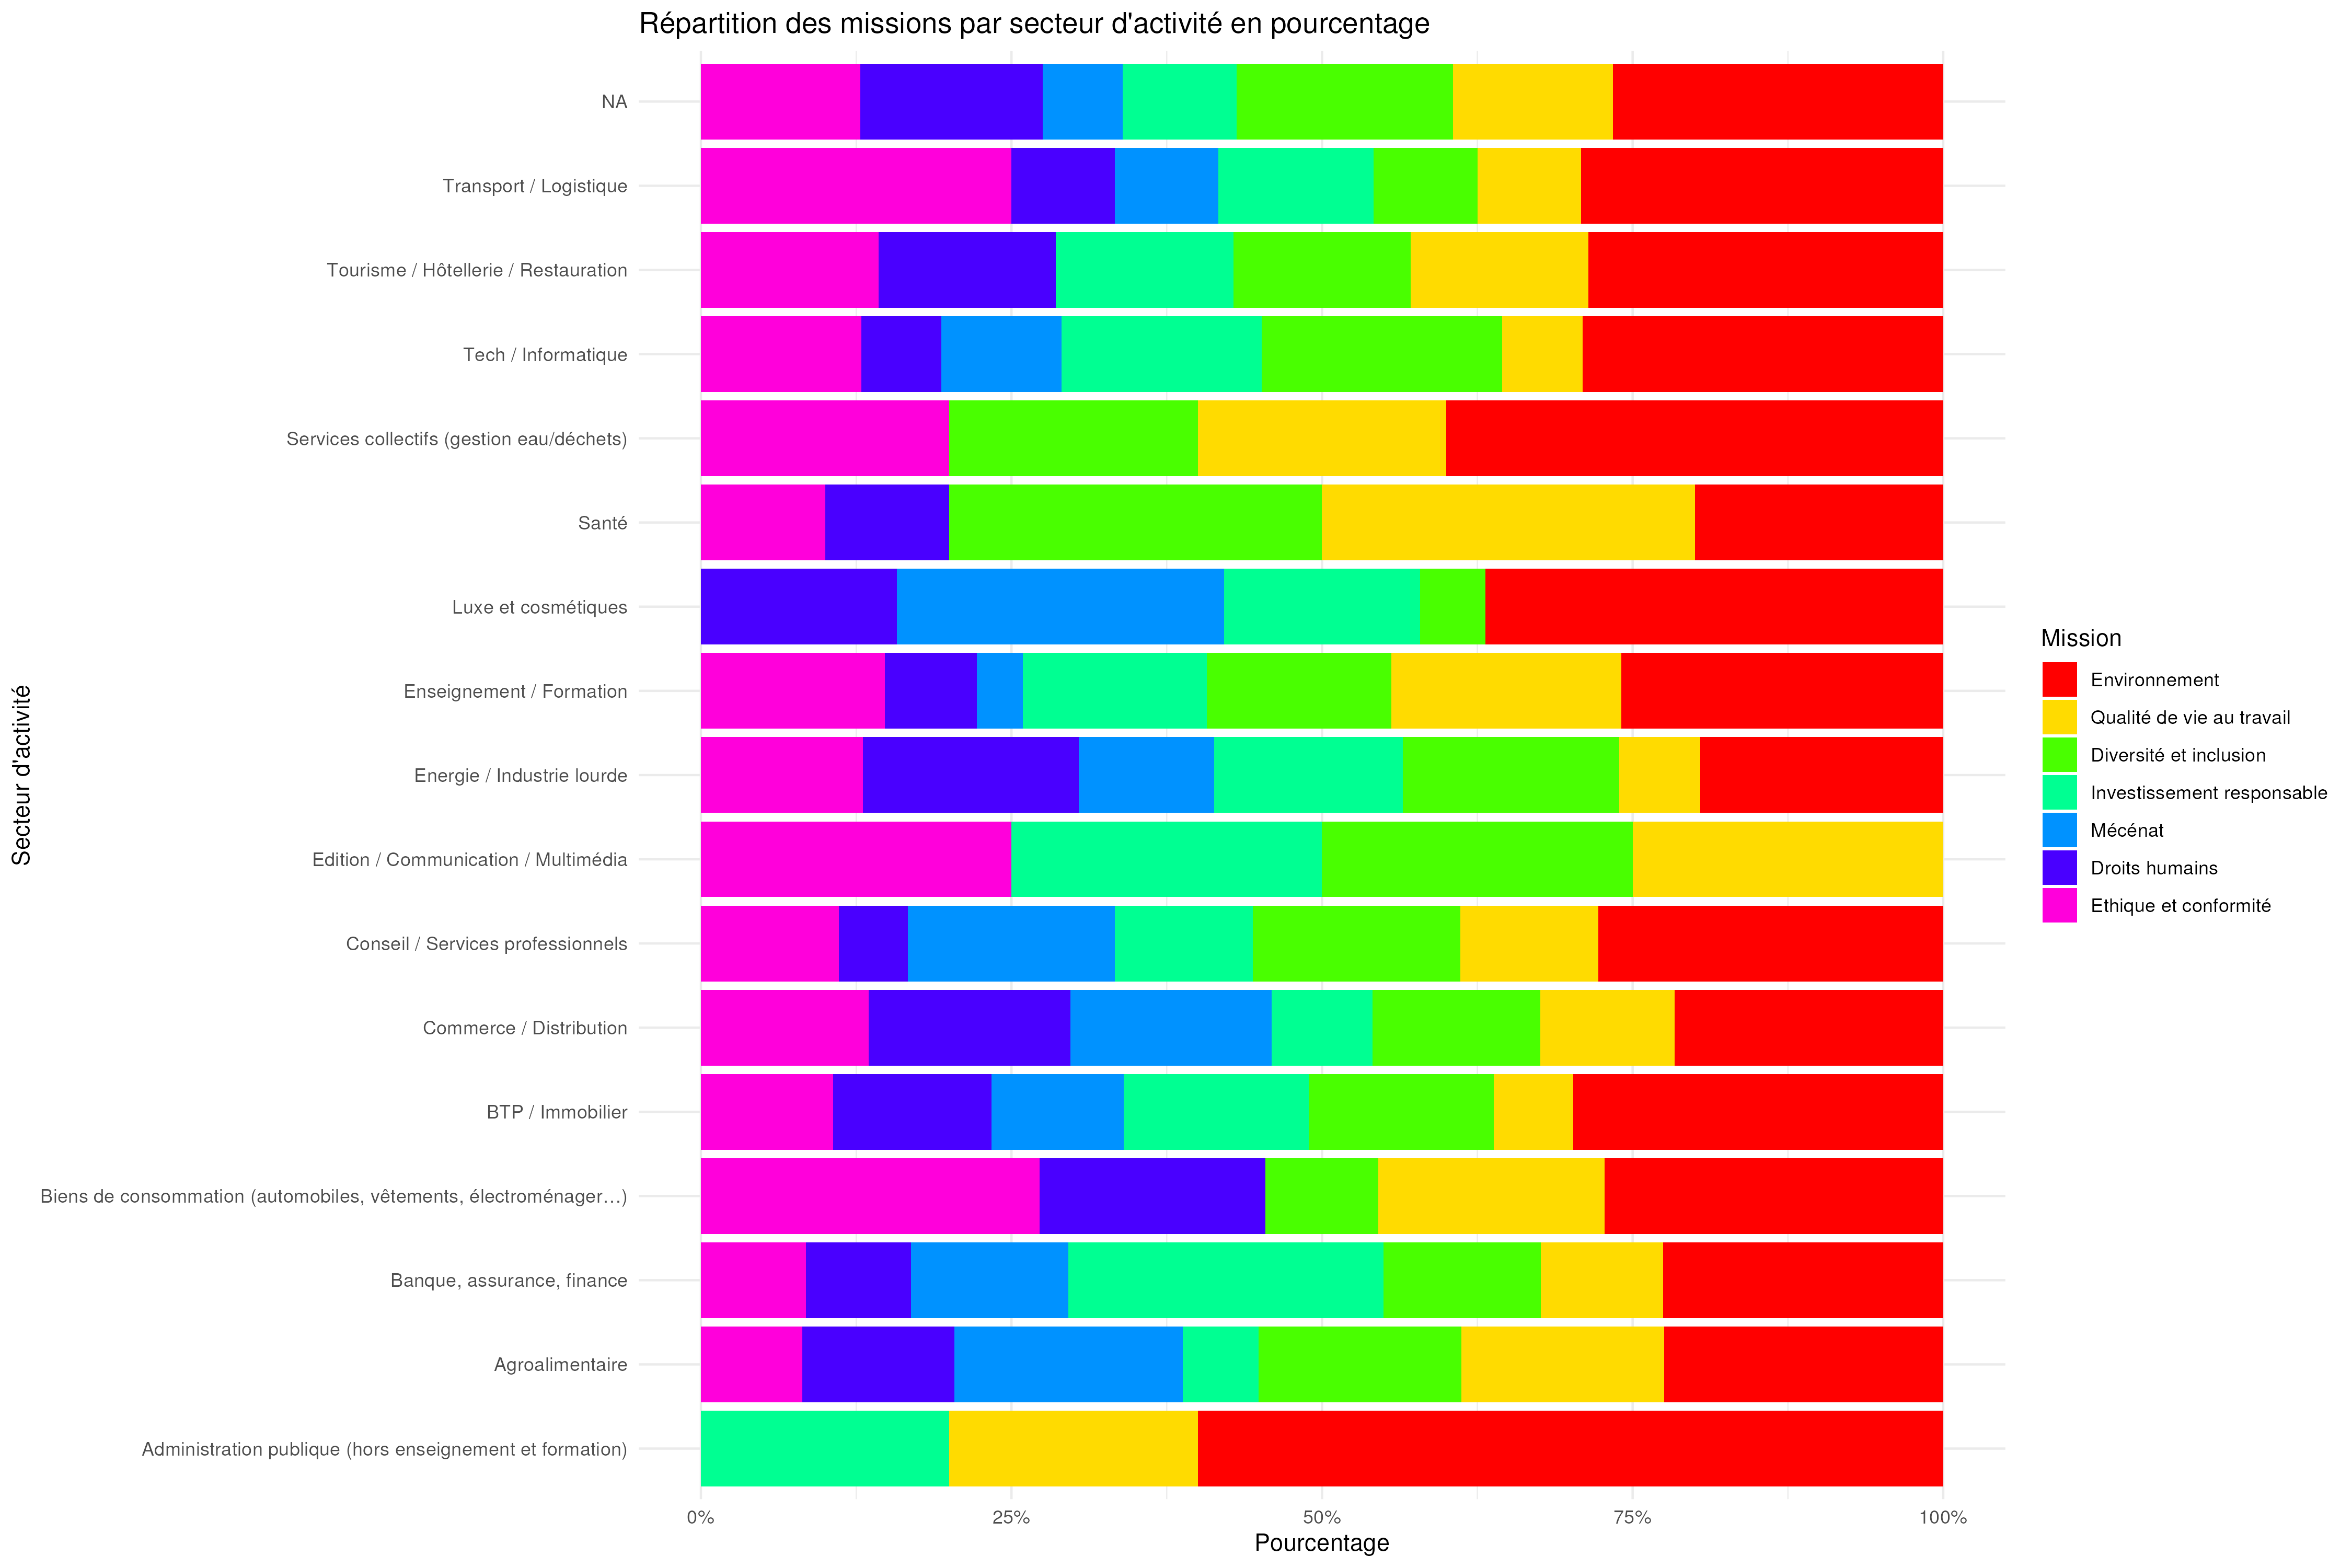 Répartition des missions par secteur d'activité en pourcentage
Secteur d'activité
NA
Transport / Logistique
Tourisme / Hôtellerie / Restauration
Tech / Informatique
Services collectifs (gestion eau/déchets)
Santé
Luxe et cosmétiques
Enseignement / Formation
Energie / Industrie lourde
Edition / Communication / Multimédia
Conseil / Services professionnels
Commerce / Distribution
BTP / Immobilier
Biens de consommation (automobiles, vêtements, électroménager…)
Banque, assurance, finance
Agroalimentaire
Administration publique (hors enseignement et formation)
0% 25% 50% 75% 100%
Pourcentage
Mission
Environnement
Qualité de vie au travail
Diversité et inclusion
Investissement responsable
Mécénat
Droits humains
Ethique et conformité